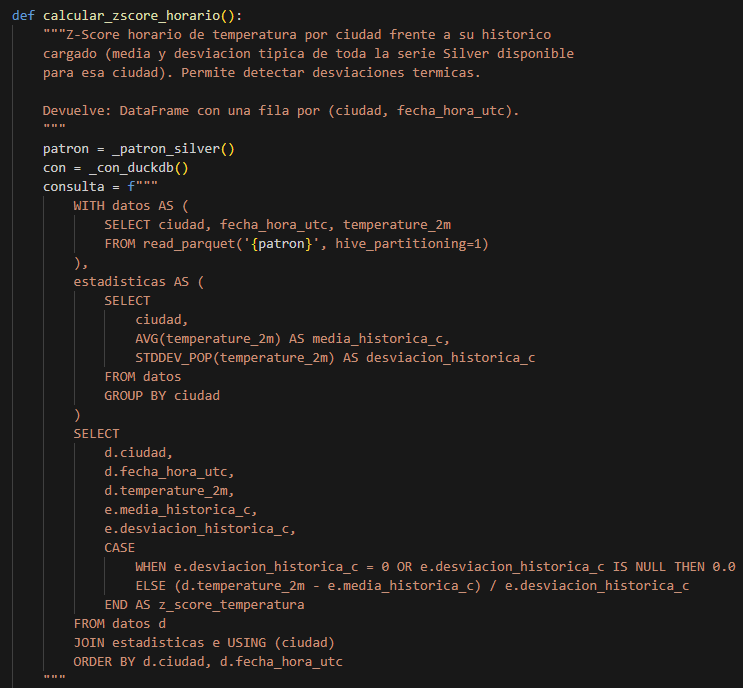 def calcular_zscore_horario():
    """Z-Score horario de temperatura por ciudad frente a su historico
    cargado (media y desviacion tipica de toda la serie Silver disponible
    para esa ciudad). Permite detectar desviaciones termicas.

    Devuelve: DataFrame con una fila por (ciudad, fecha_hora_utc).
    """
    patron = _patron_silver()
    con = _con_duckdb()
    consulta = f"""
        WITH datos AS (
            SELECT ciudad, fecha_hora_utc, temperature_2m
            FROM read_parquet('{patron}', hive_partitioning=1)
        ),
        estadisticas AS (
            SELECT
                ciudad,
                AVG(temperature_2m) AS media_historica_c,
                STDDEV_POP(temperature_2m) AS desviacion_historica_c
            FROM datos
            GROUP BY ciudad
        )
        SELECT
            d.ciudad,
            d.fecha_hora_utc,
            d.temperature_2m,
            e.media_historica_c,
            e.desviacion_historica_c,
            CASE
                WHEN e.desviacion_historica_c = 0 OR e.desviacion_historica_c IS NULL THEN 0.0
                ELSE (d.temperature_2m - e.media_historica_c) / e.desviacion_historica_c
            END AS z_score_temperatura
        FROM datos d
        JOIN estadisticas e USING (ciudad)
        ORDER BY d.ciudad, d.fecha_hora_utc
    """